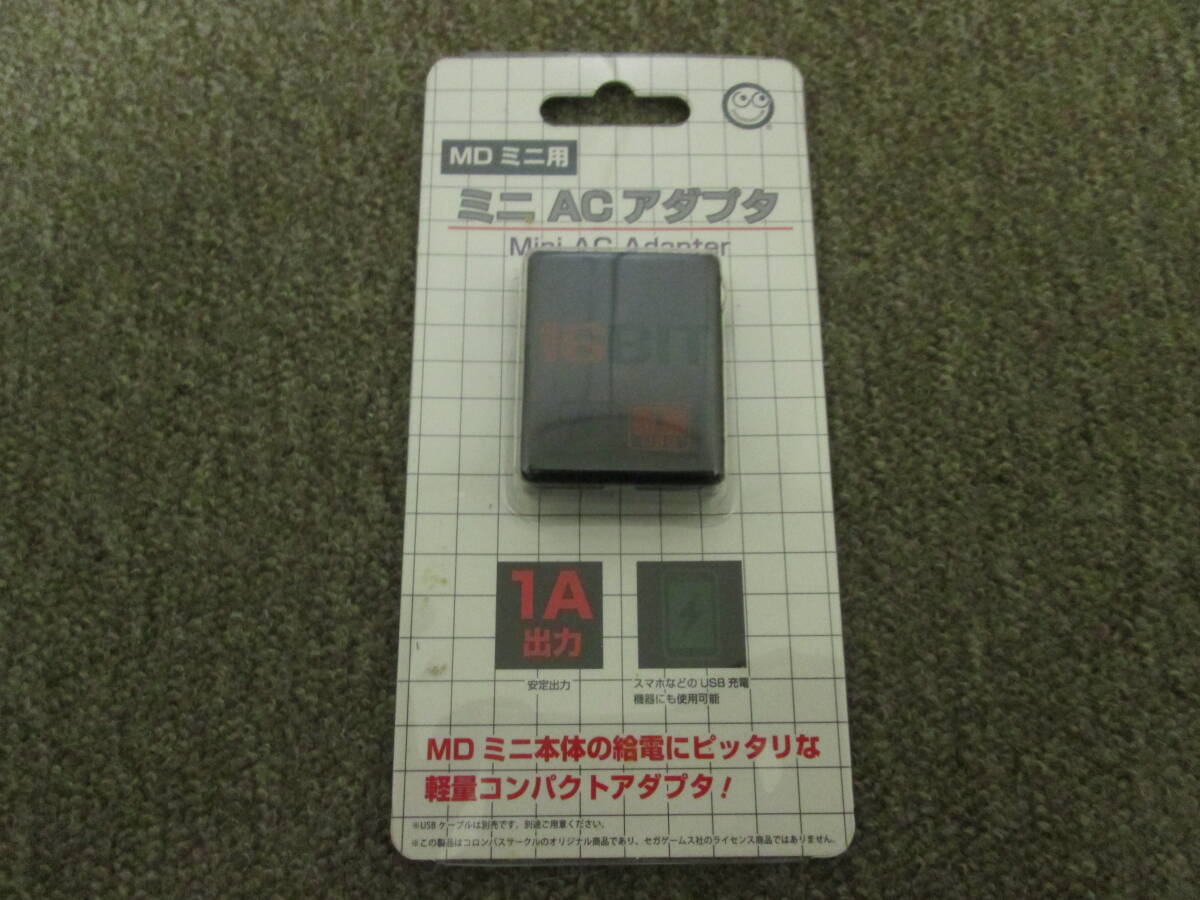 MD ミニ用
ミニ AC アダプタ
Mini AC Adapter
16BIT
1A
出力
安定出力
スマホなどの USB 充電
機器にも使用可能
MD ミニ本体の給電にピッタリな
軽量コンパクトアダプタ！
※USB ケーブルは別売です。別途ご用意ください。
※この製品はコロンバスサークルのオリジナル商品であり、セガゲームス社のライセンス商品ではありません。